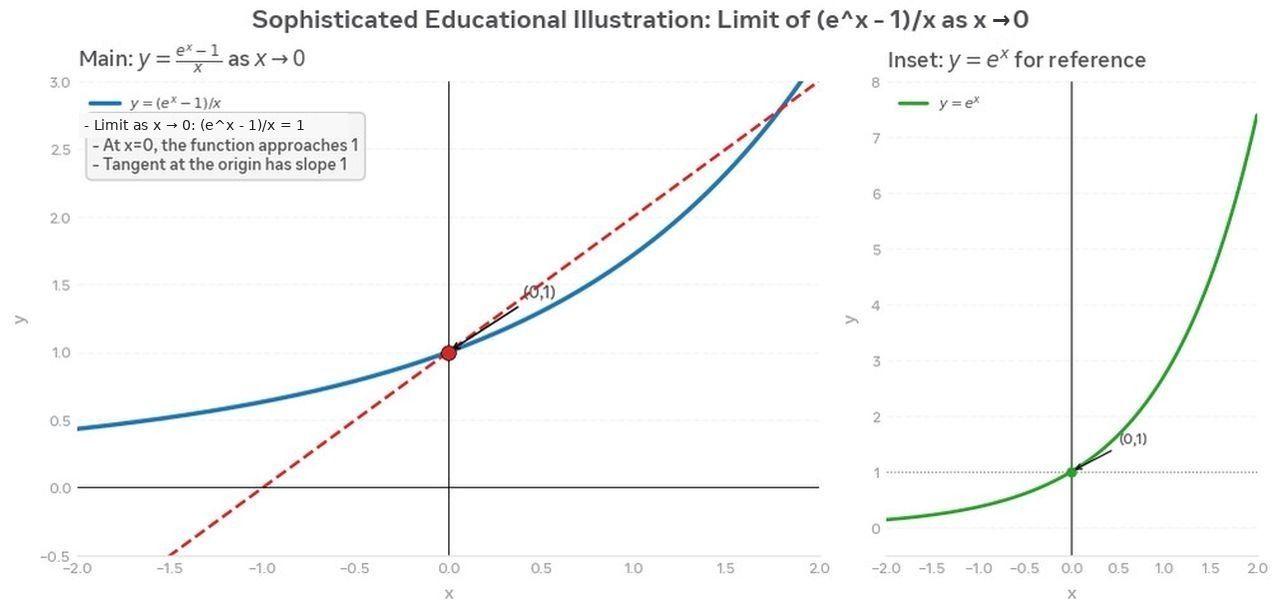 Sophisticated Educational Illustration: Limit of (e^x - 1)/x as x →0
Main: y = \frac{e^x - 1}{x} as x → 0
y = (e^x − 1)/x
- Limit as x → 0: (e^x - 1)/x = 1
- At x=0, the function approaches 1
- Tangent at the origin has slope 1
3.0
2.5
2.0
1.5
1.0
0.5
0.0
−0.5
y
(0,1)
−2.0 −1.5 −1.0 −0.5 0.0 0.5 1.0 1.5 2.0
x
Inset: y = e^x for reference
y = e^x
8
7
6
5
4
3
2
1
0
y
(0,1)
−2.0 −1.5 −1.0 −0.5 0.0 0.5 1.0 1.5 2.0
x